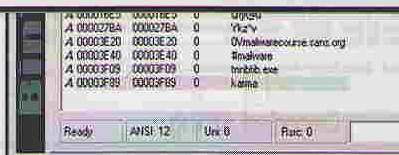 A 000027BA 000027BA 0 Ykz^v
A 00003E20 00003E20 0 0Vmalwarecourse.sans.org
A 00003E40 00003E40 0 #malware
A 00003F09 00003F09 0 tnnbtib.exe
A 00003F89 00003F89 0 karma
Ready ANSI: 12 Uni: 0 Rsrc: 0